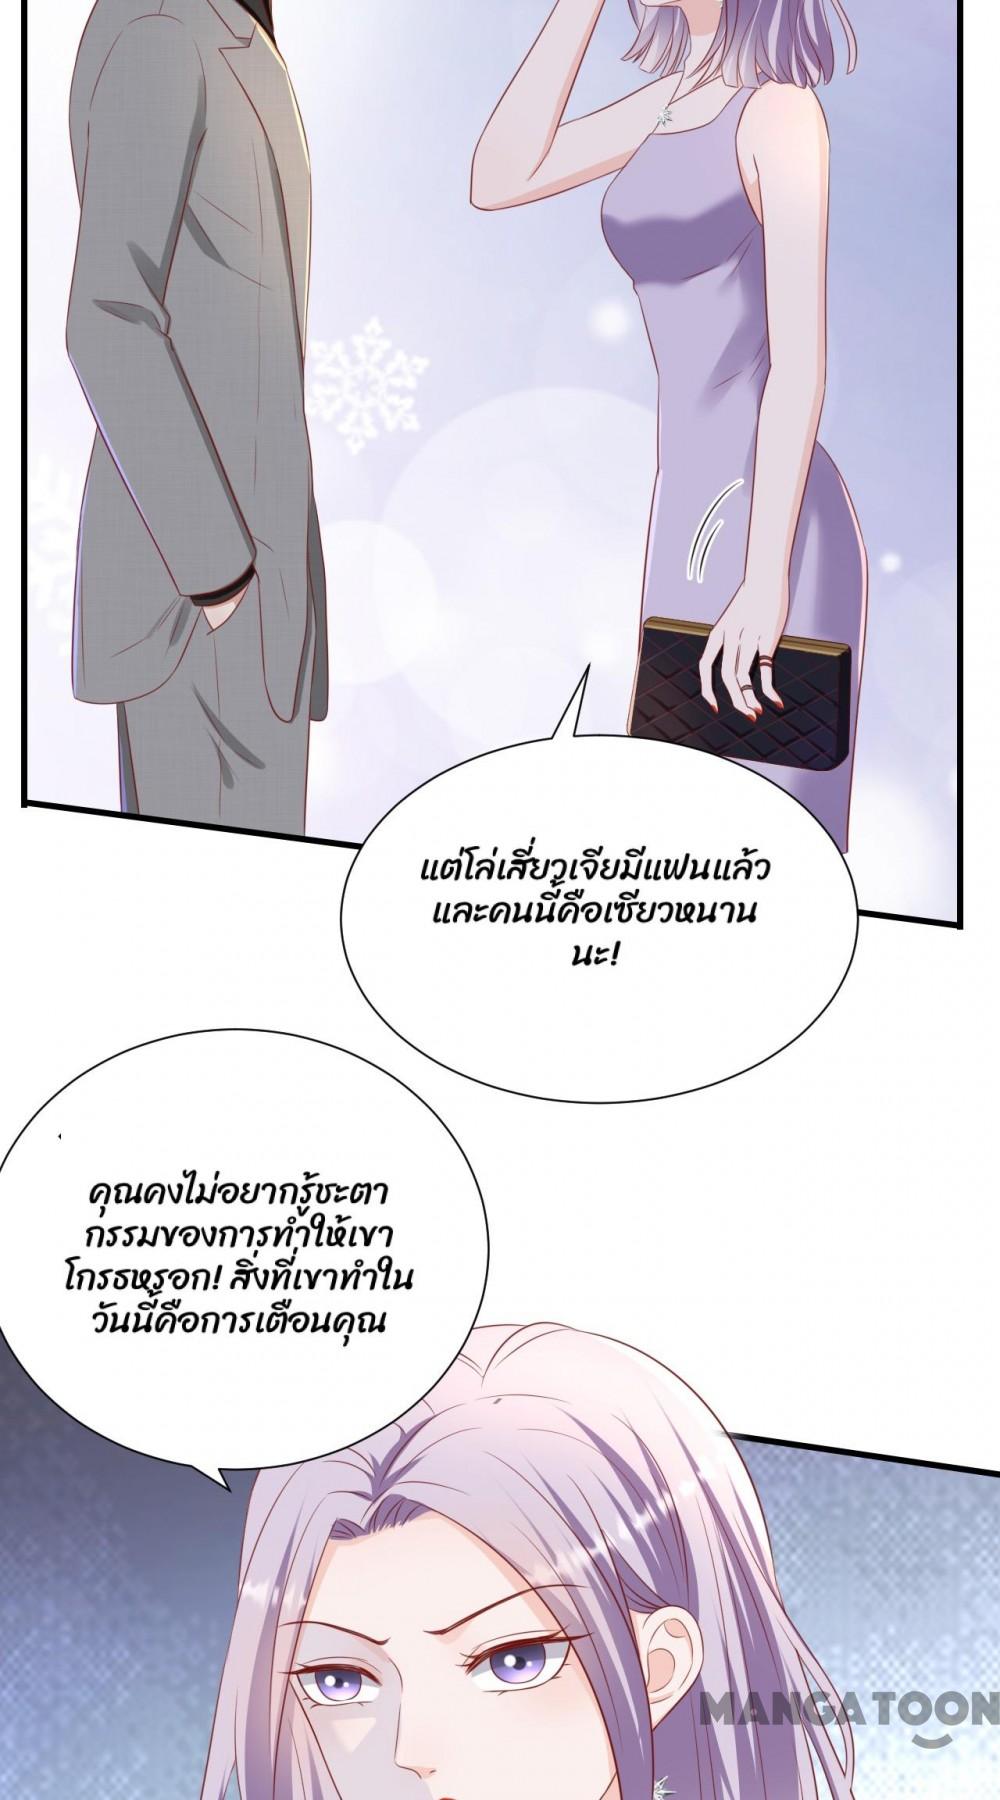 แต่โล่เสี่ยวเจียมีแฟนแล้ว
และคนนี้คือเซียวหนาน
นะ!
คุณคงไม่อยากรู้ชะตา
กรรมของการทำให้เขา
โกรธหรอก! สิ่งที่เขาทำใน
วันนี้คือการเตือนคุณ
MANGATOON